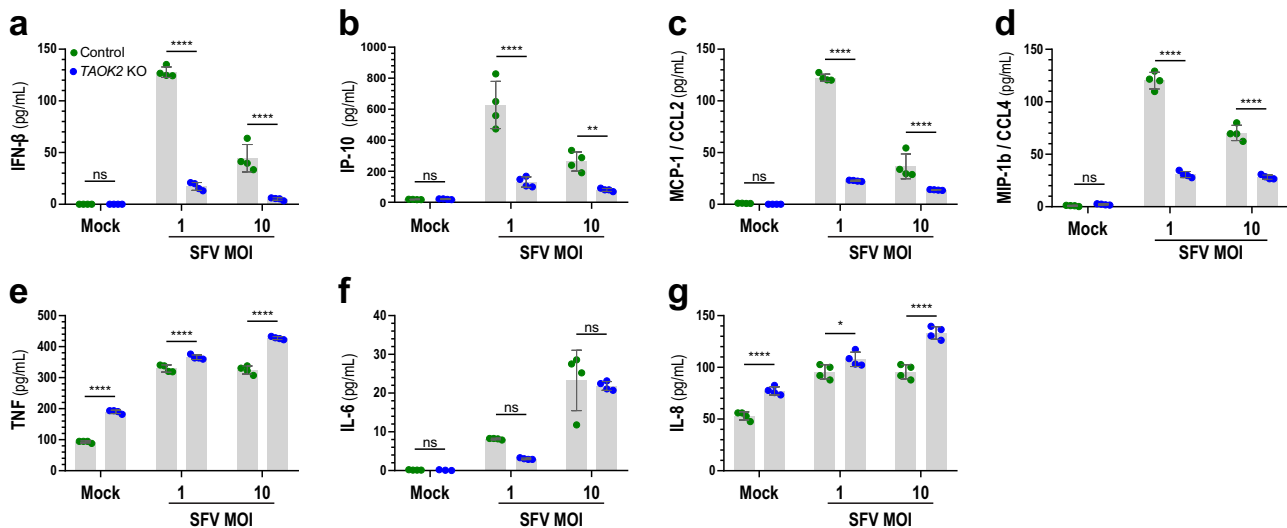 a
IFN-β (pg/mL)
150
100
50
0
Control
TAOK2 KO
ns
****
****
Mock
1
10
SFV MOI
b
IP-10 (pg/mL)
1000
800
600
400
200
0
ns
****
**
Mock
1
10
SFV MOI
c
MCP-1 / CCL2 (pg/mL)
150
100
50
0
ns
****
****
Mock
1
10
SFV MOI
d
MIP-1b / CCL4 (pg/mL)
150
100
50
0
ns
****
****
Mock
1
10
SFV MOI
e
TNF (pg/mL)
500
400
300
200
100
0
****
****
****
Mock
1
10
SFV MOI
f
IL-6 (pg/mL)
40
30
20
10
0
ns
ns
ns
Mock
1
10
SFV MOI
g
IL-8 (pg/mL)
150
100
50
0
****
*
****
Mock
1
10
SFV MOI